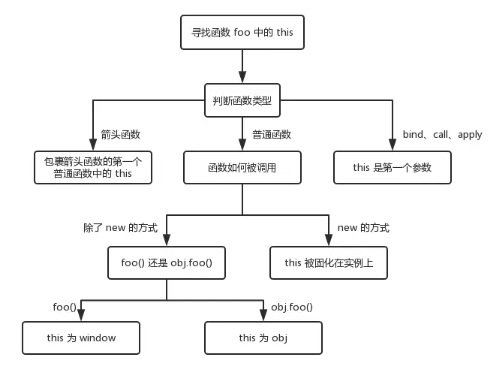 寻找函数 foo 中的 this
判断函数类型
箭头函数
普通函数
bind、call、apply
包裹箭头函数的第一个
普通函数中的 this
函数如何被调用
this 是第一个参数
除了 new 的方式
new 的方式
foo() 还是 obj.foo()
this 被固化在实例上
foo()
obj.foo()
this 为 window
this 为 obj